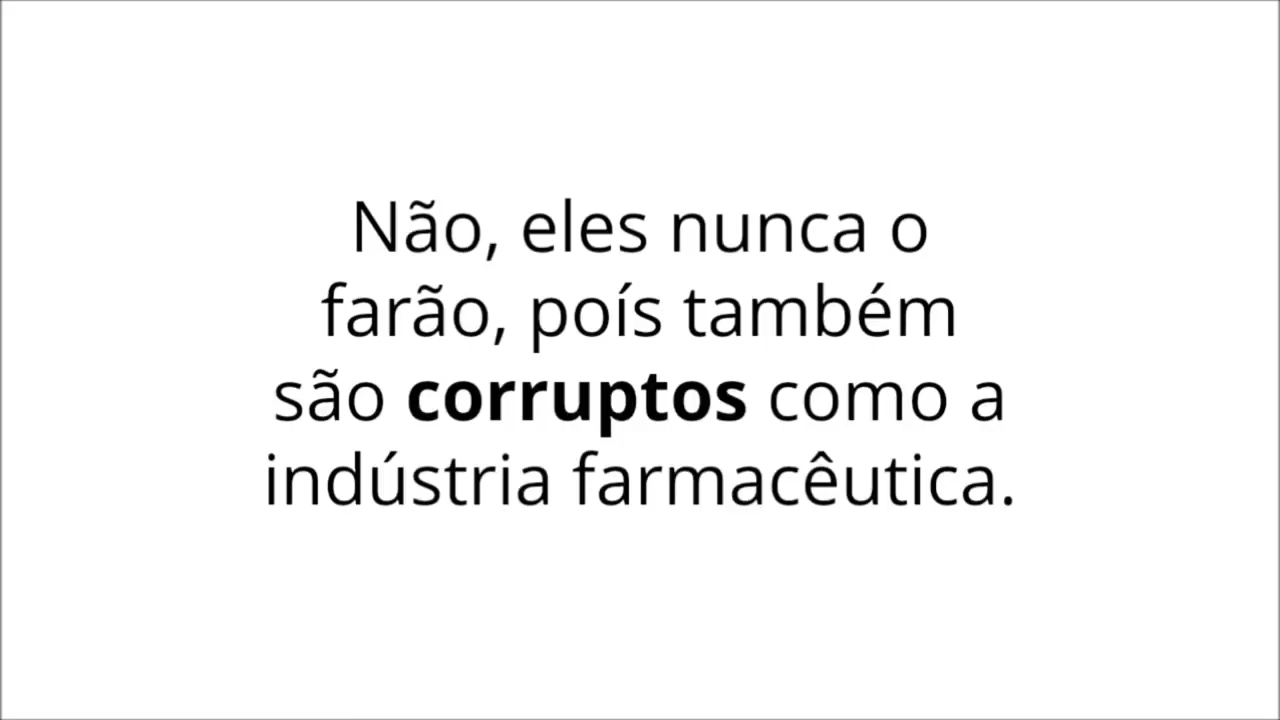 Não, eles nunca o
farão, poís também
são corruptos como a
indústria farmacêutica.